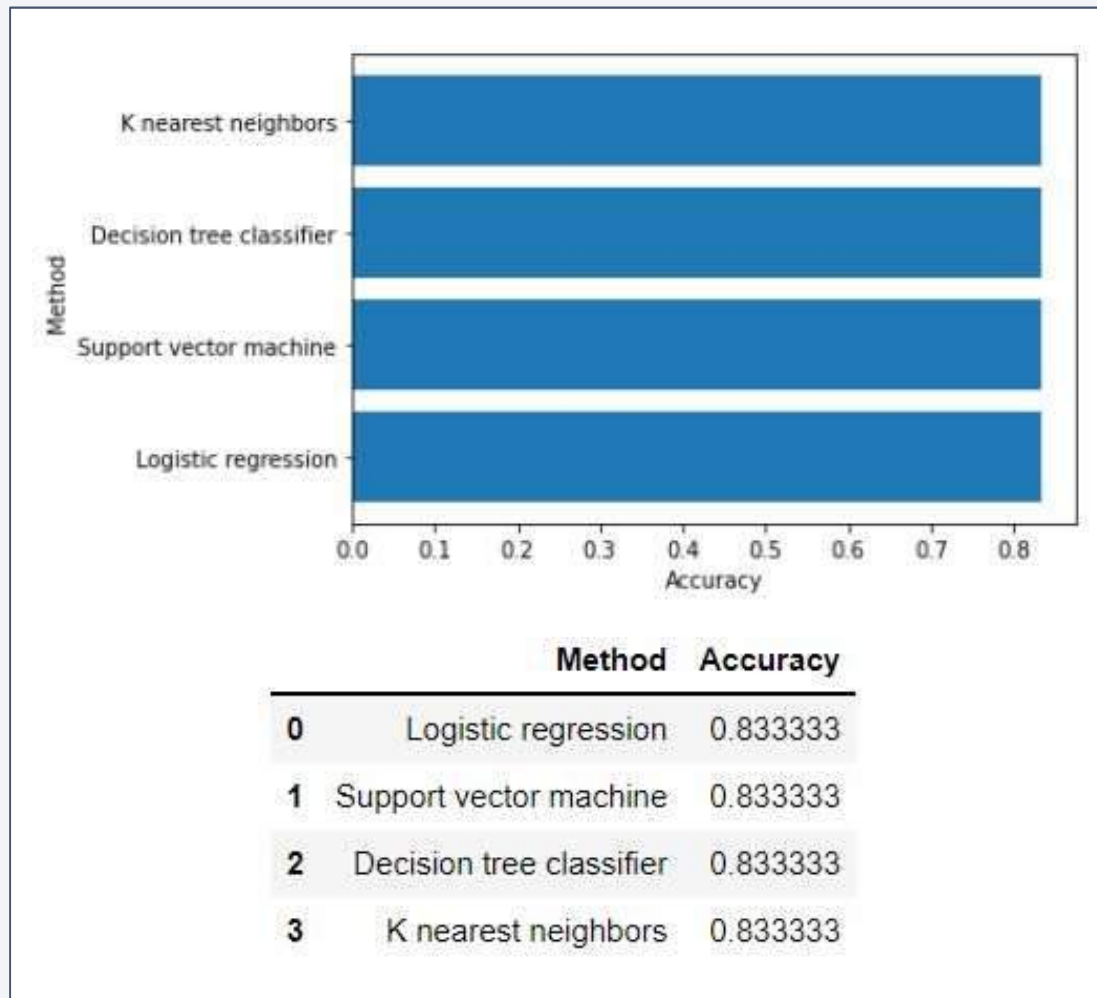 K nearest neighbors
Decision tree classifier
Support vector machine
Logistic regression
Method
0.0 0.1 0.2 0.3 0.4 0.5 0.6 0.7 0.8
Accuracy
Method Accuracy
0 Logistic regression 0.833333
1 Support vector machine 0.833333
2 Decision tree classifier 0.833333
3 K nearest neighbors 0.833333